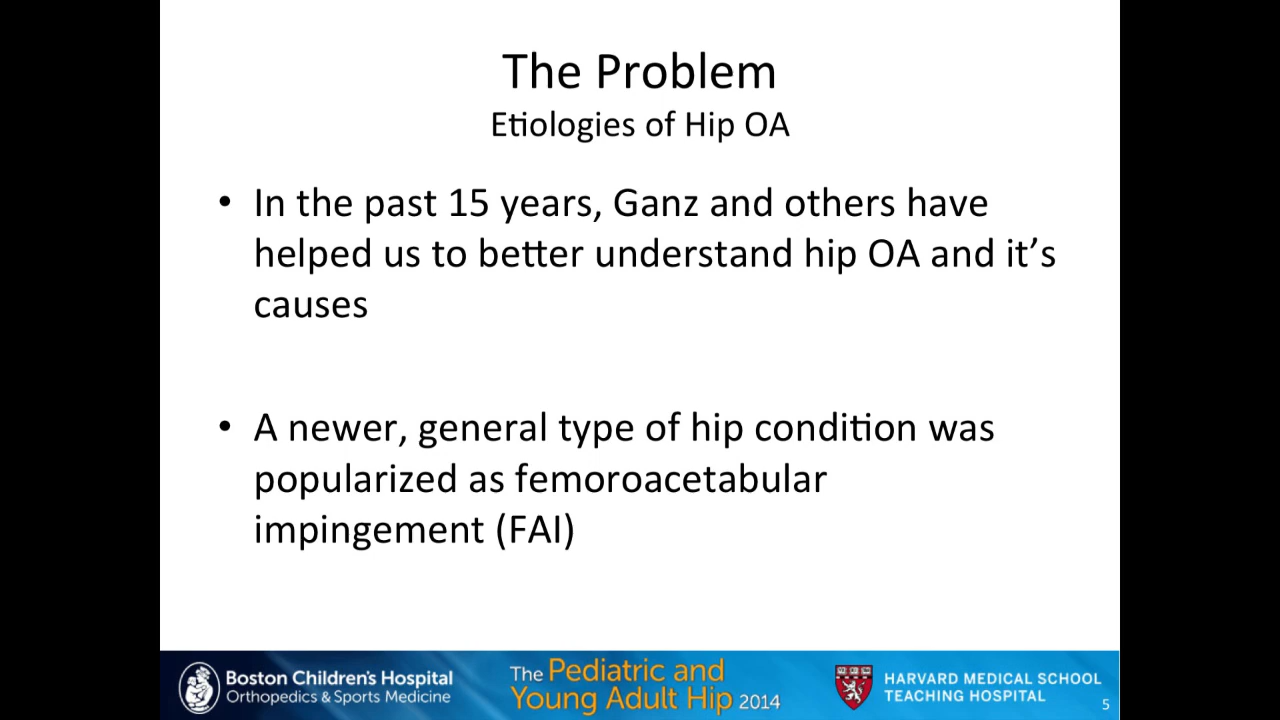 The Problem
Etiologies of Hip OA
• In the past 15 years, Ganz and others have
helped us to better understand hip OA and it’s
causes
• A newer, general type of hip condition was
popularized as femoroacetabular
impingement (FAI)
Boston Children's Hospital
Orthopedics & Sports Medicine
The Pediatric and
Young Adult Hip 2014
HARVARD MEDICAL SCHOOL
TEACHING HOSPITAL
5